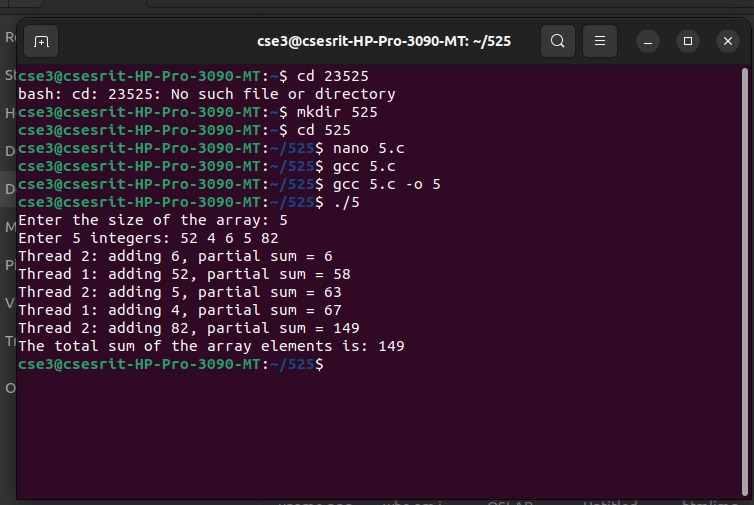 cse3@csesrit-HP-Pro-3090-MT: ~/525
cse3@csesrit-HP-Pro-3090-MT:~$ cd 23525
bash: cd: 23525: No such file or directory
cse3@csesrit-HP-Pro-3090-MT:~$ mkdir 525
cse3@csesrit-HP-Pro-3090-MT:~$ cd 525
cse3@csesrit-HP-Pro-3090-MT:~/525$ nano 5.c
cse3@csesrit-HP-Pro-3090-MT:~/525$ gcc 5.c
cse3@csesrit-HP-Pro-3090-MT:~/525$ gcc 5.c -o 5
cse3@csesrit-HP-Pro-3090-MT:~/525$ ./5
Enter the size of the array: 5
Enter 5 integers: 52 4 6 5 82
Thread 2: adding 6, partial sum = 6
Thread 1: adding 52, partial sum = 58
Thread 2: adding 5, partial sum = 63
Thread 1: adding 4, partial sum = 67
Thread 2: adding 82, partial sum = 149
The total sum of the array elements is: 149
cse3@csesrit-HP-Pro-3090-MT:~/525$